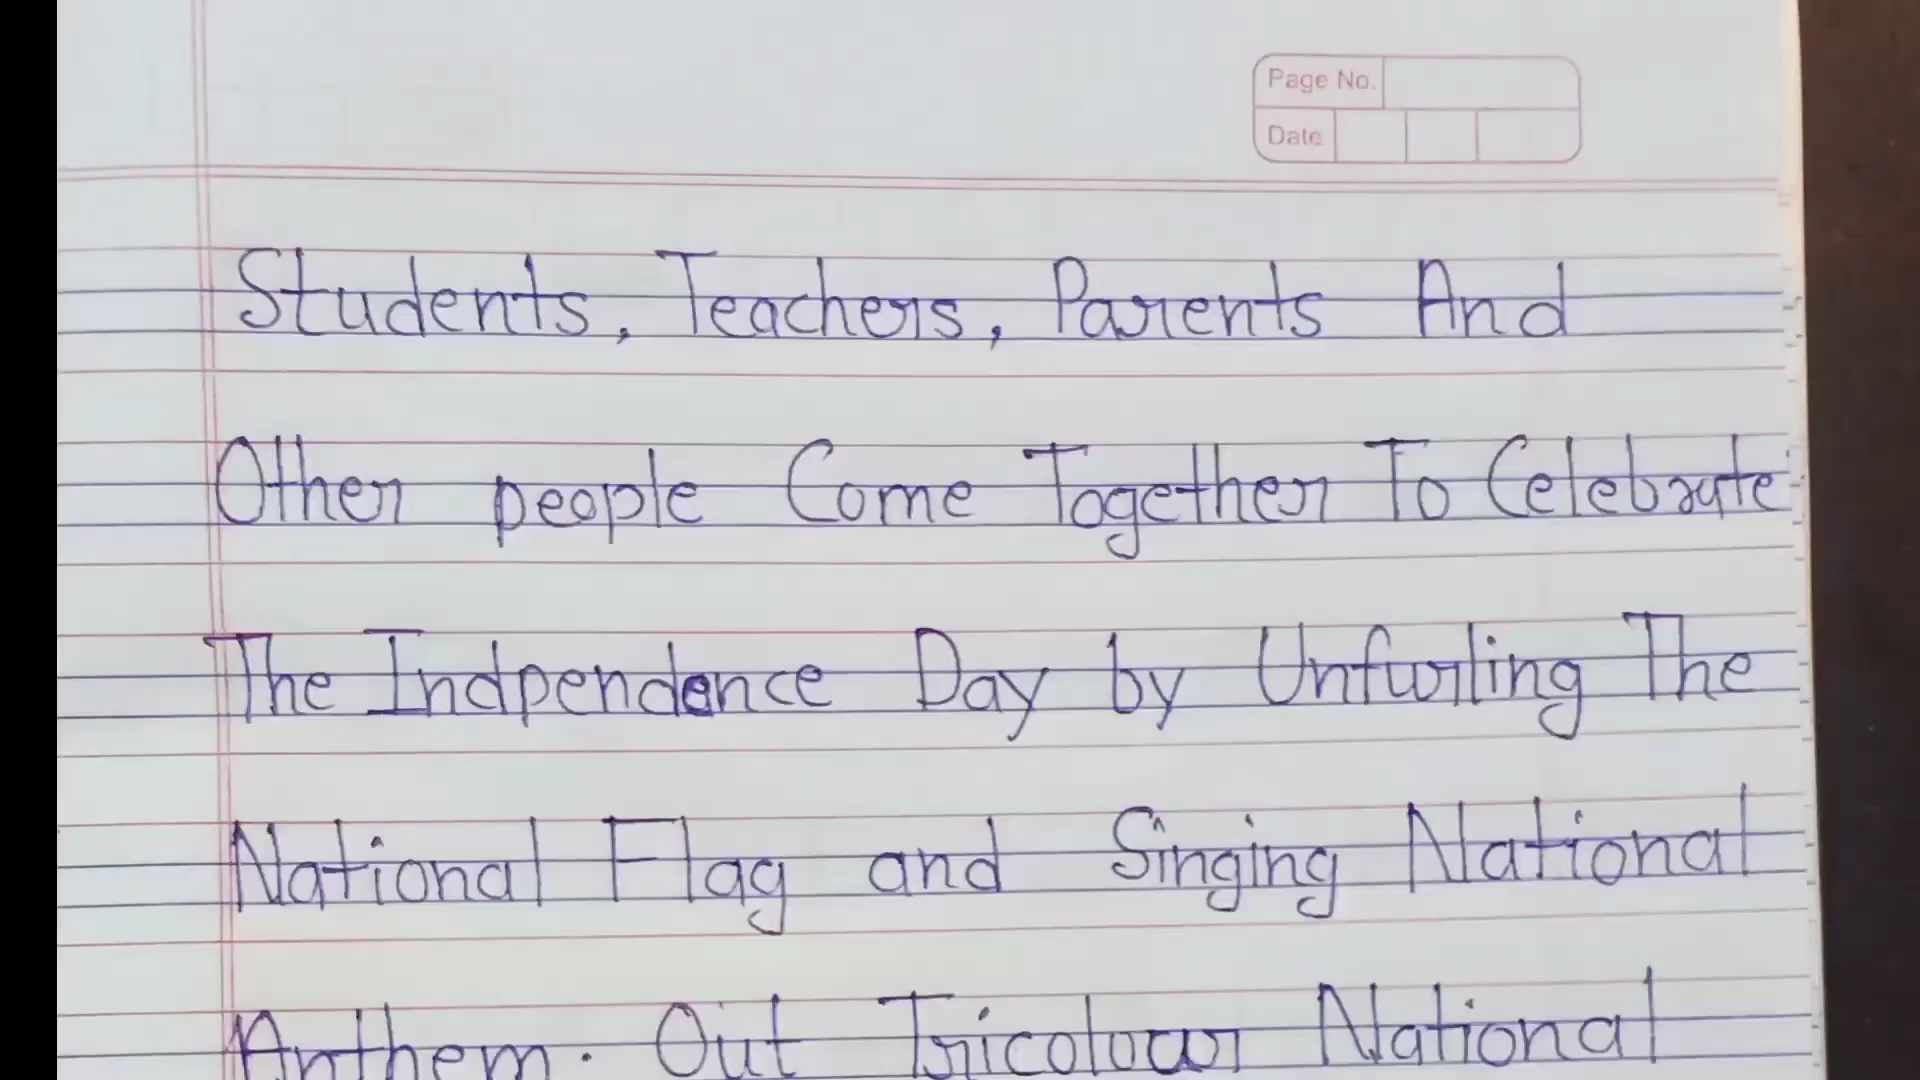 Page No.
Date
Students, Teachers, Parents And
Other people Come Together To Celebrate
The Indpendence Day by Unfurling The
National Flag and Singing National
Anthem. Out Tricolour National